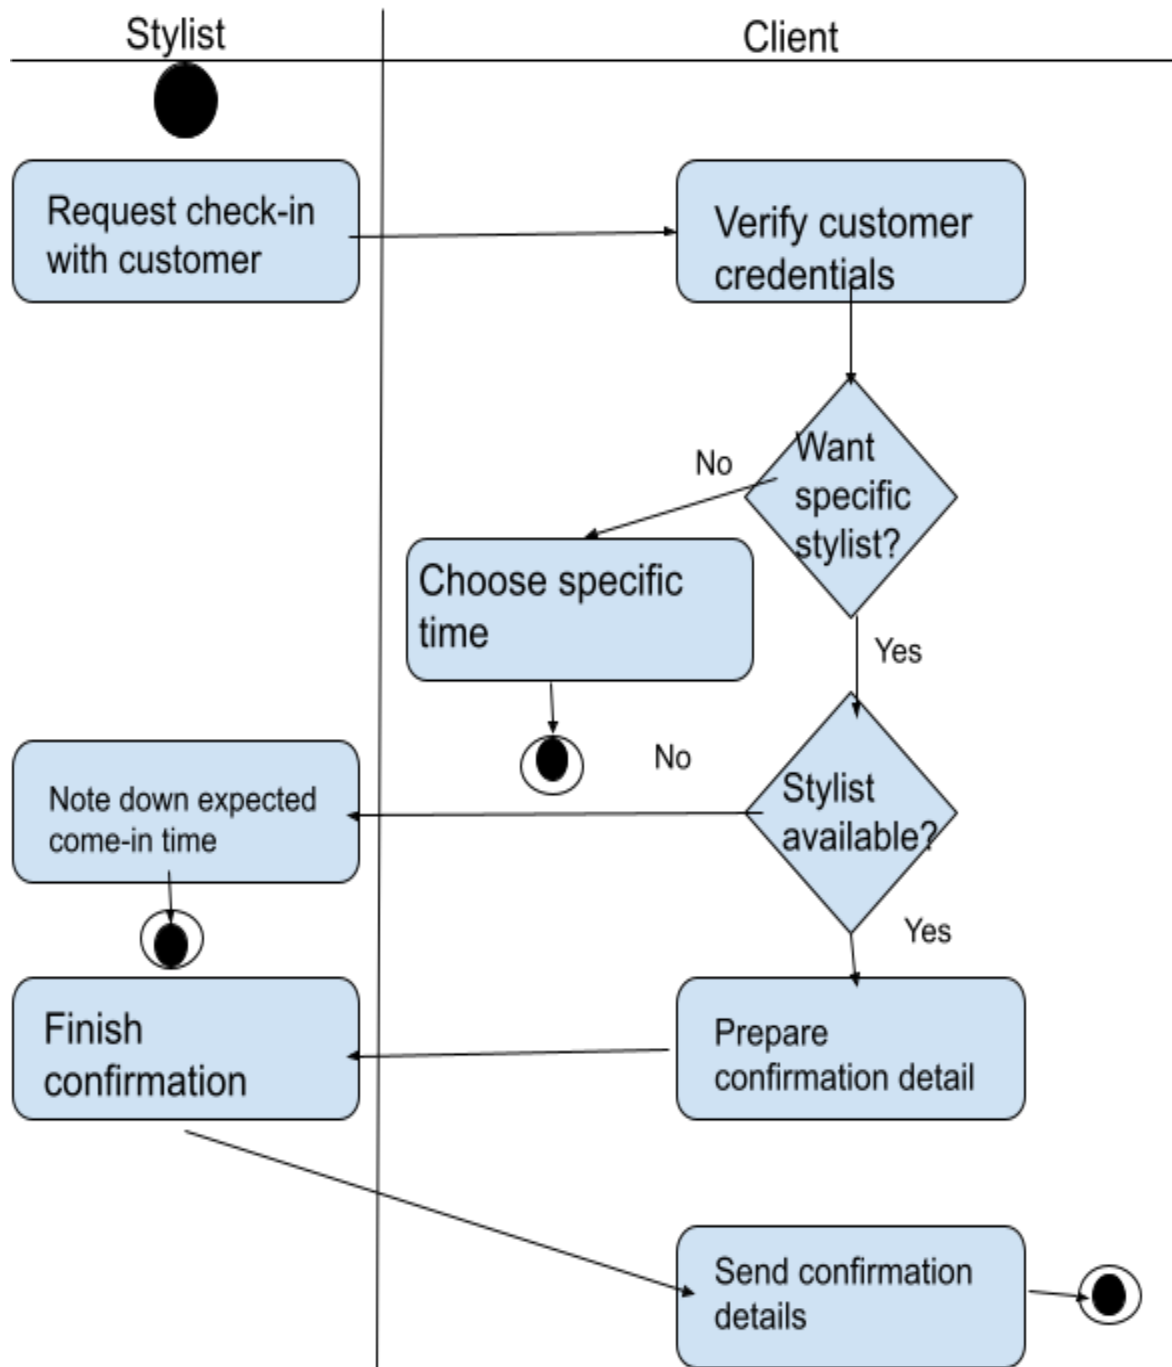 Stylist
Client
Request check-in
with customer
Verify customer
credentials
No
Want
specific
stylist?
Choose specific
time
Yes
No
Note down expected
come-in time
Stylist
available?
Yes
Finish
confirmation
Prepare
confirmation detail
Send confirmation
details